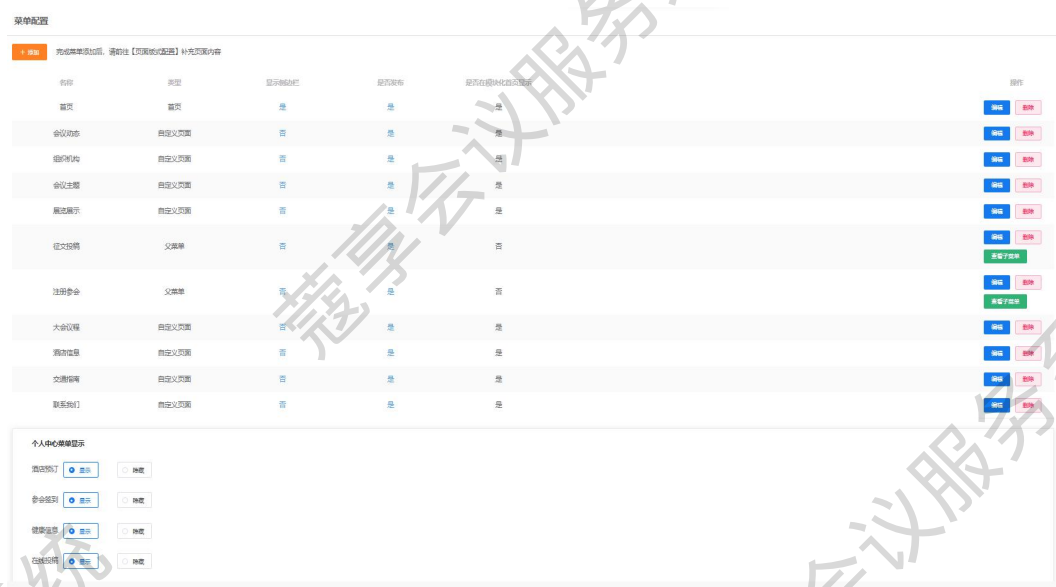 菜单配置
+ 添加 完成菜单添加后，请前往【页面版式配置】补充页面内容
名称 类型 显示侧边栏 是否发布 是否在模块化首页显示 操作
首页 首页 是 是 是 编辑 删除
会议动态 自定义页面 否 是 是 编辑 删除
组织机构 自定义页面 否 是 是 编辑 删除
会议主题 自定义页面 否 是 是 编辑 删除
展览展示 自定义页面 否 是 是 编辑 删除
征文投稿 父菜单 否 是 否 编辑 删除
查看子菜单
注册参会 父菜单 否 是 否 编辑 删除
查看子菜单
大会议程 自定义页面 否 是 是 编辑 删除
酒店信息 自定义页面 否 是 是 编辑 删除
交通指南 自定义页面 否 是 是 编辑 删除
联系我们 自定义页面 否 是 是 编辑 删除
个人中心菜单显示
酒店预订 显示 隐藏
参会签到 显示 隐藏
健康信息 显示 隐藏
在线投稿 显示 隐藏
蔻享会议服务
会议服务
统